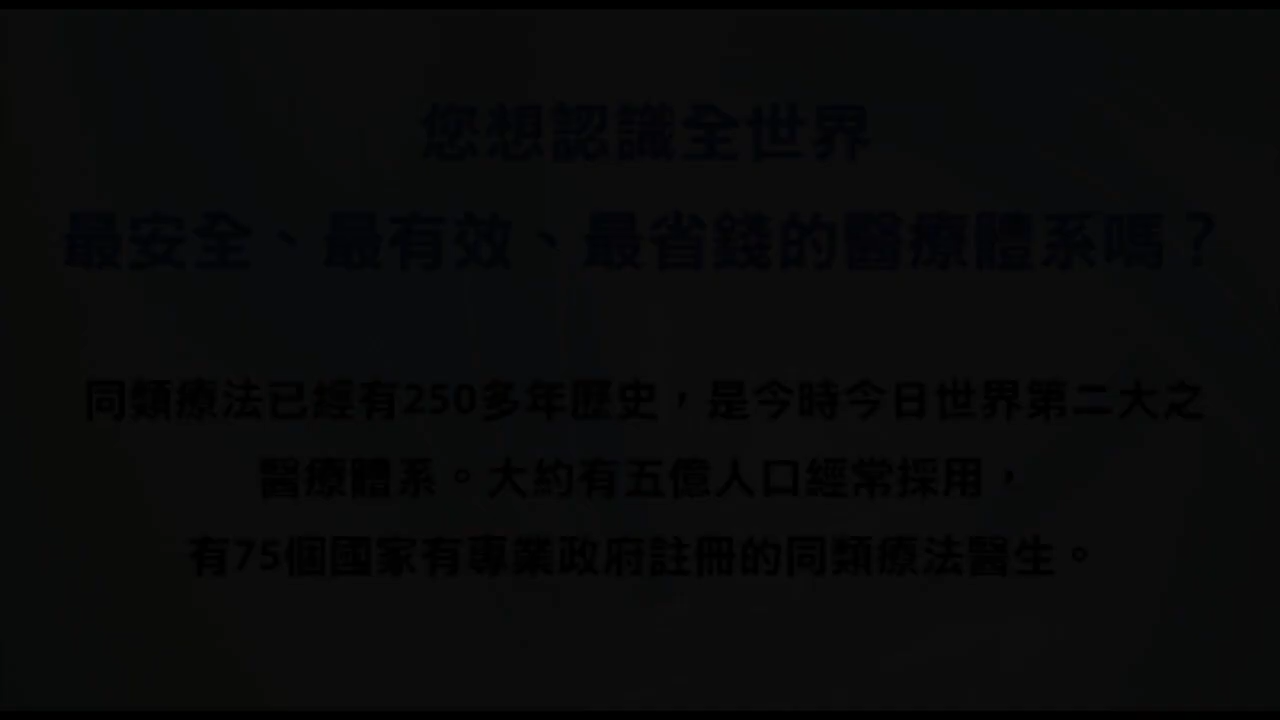 您想認識全世界
最安全、最有效、最省錢的醫療體系嗎？
同類療法已經有250多年歷史，是今時今日世界第二大之
醫療體系。大約有五億人口經常採用，
有75個國家有專業政府註冊的同類療法醫生。